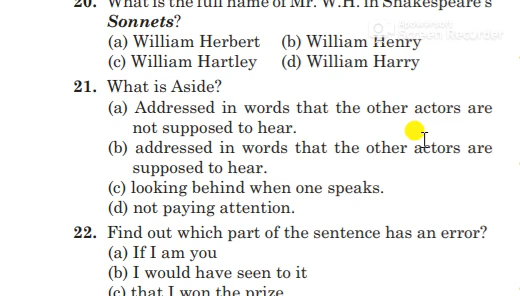 20. What is the full name of Mr. W.H. in Shakespeare's
Sonnets?
(a) William Herbert (b) William Henry
(c) William Hartley (d) William Harry
21. What is Aside?
(a) Addressed in words that the other actors are
not supposed to hear.
(b) addressed in words that the other actors are
supposed to hear.
(c) looking behind when one speaks.
(d) not paying attention.
22. Find out which part of the sentence has an error?
(a) If I am you
(b) I would have seen to it
(c) that I won the prize
Screen Recorder